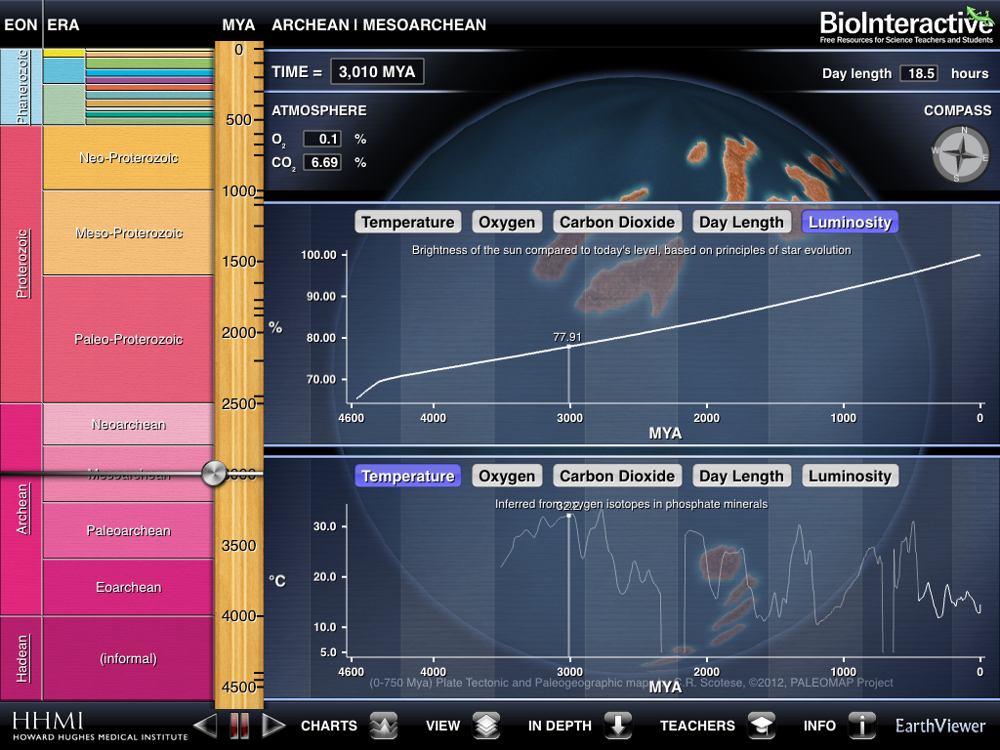 EON ERA MYA ARCHEAN | MESOARCHEAN
BioInteractive
Free Resources for Science Teachers and Students
TIME = 3,010 MYA
Day length 18.5 hours
ATMOSPHERE
O2 0.1 %
CO2 6.69 %
COMPASS
N
W E
S
Phanerozoic
Proterozoic
Archean
Hadean
Neo-Proterozoic
Meso-Proterozoic
Paleo-Proterozoic
Neoarchean
Mesoarchean
Paleoarchean
Eoarchean
(informal)
0
500
1000
1500
2000
2500
3000
3500
4000
4500
Temperature Oxygen Carbon Dioxide Day Length Luminosity
Brightness of the sun compared to today's level, based on principles of star evolution
100.00
90.00
80.00
70.00
%
77.91
4600 4000 3000 2000 1000 0
MYA
Temperature Oxygen Carbon Dioxide Day Length Luminosity
Inferred from oxygen isotopes in phosphate minerals
30.0
20.0
10.0
5.0
°C
4600 4000 3000 2000 1000 0
(0-750 Mya) Plate Tectonic and Paleogeographic maps by C.R. Scotese, ©2012, PALEOMAP Project
MYA
HHMI
HOWARD HUGHES MEDICAL INSTITUTE
CHARTS VIEW IN DEPTH TEACHERS INFO EarthViewer